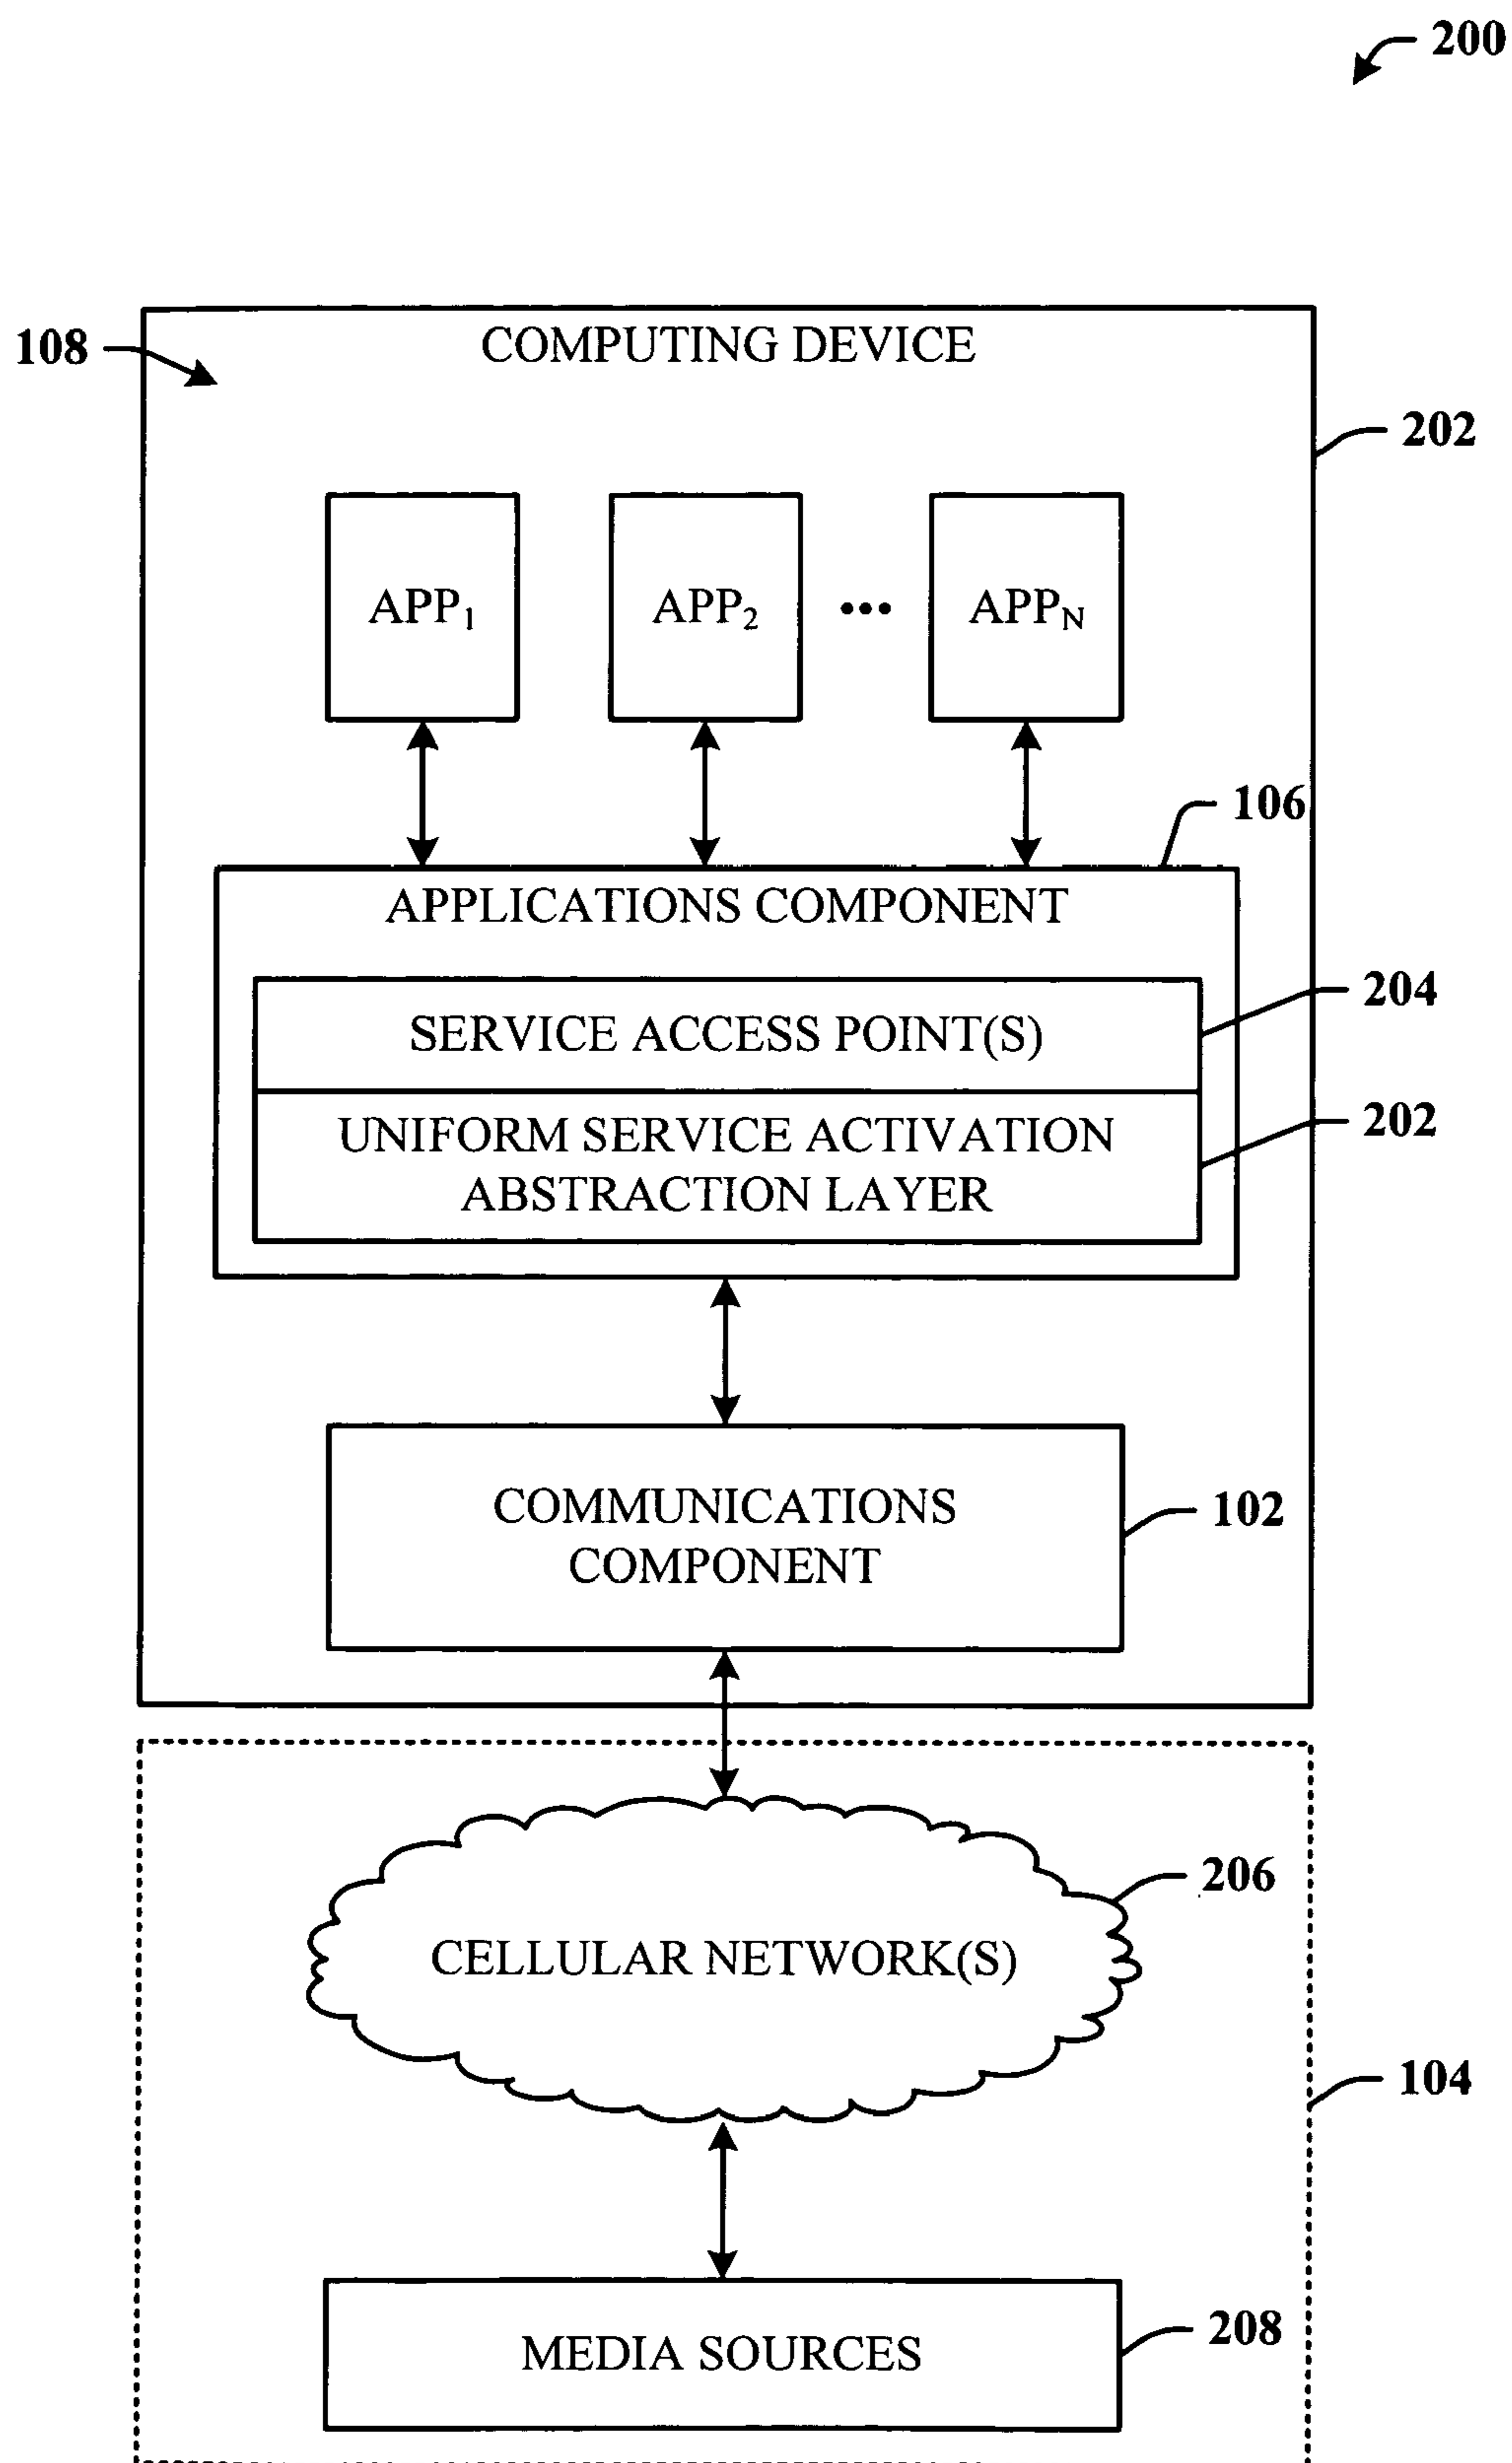 200
COMPUTING DEVICE
108
202
APP₁
APP₂
•••
APPN
106
APPLICATIONS COMPONENT
SERVICE ACCESS POINT(S)
204
UNIFORM SERVICE ACTIVATION
ABSTRACTION LAYER
202
COMMUNICATIONS
COMPONENT
102
206
CELLULAR NETWORK(S)
104
MEDIA SOURCES
208